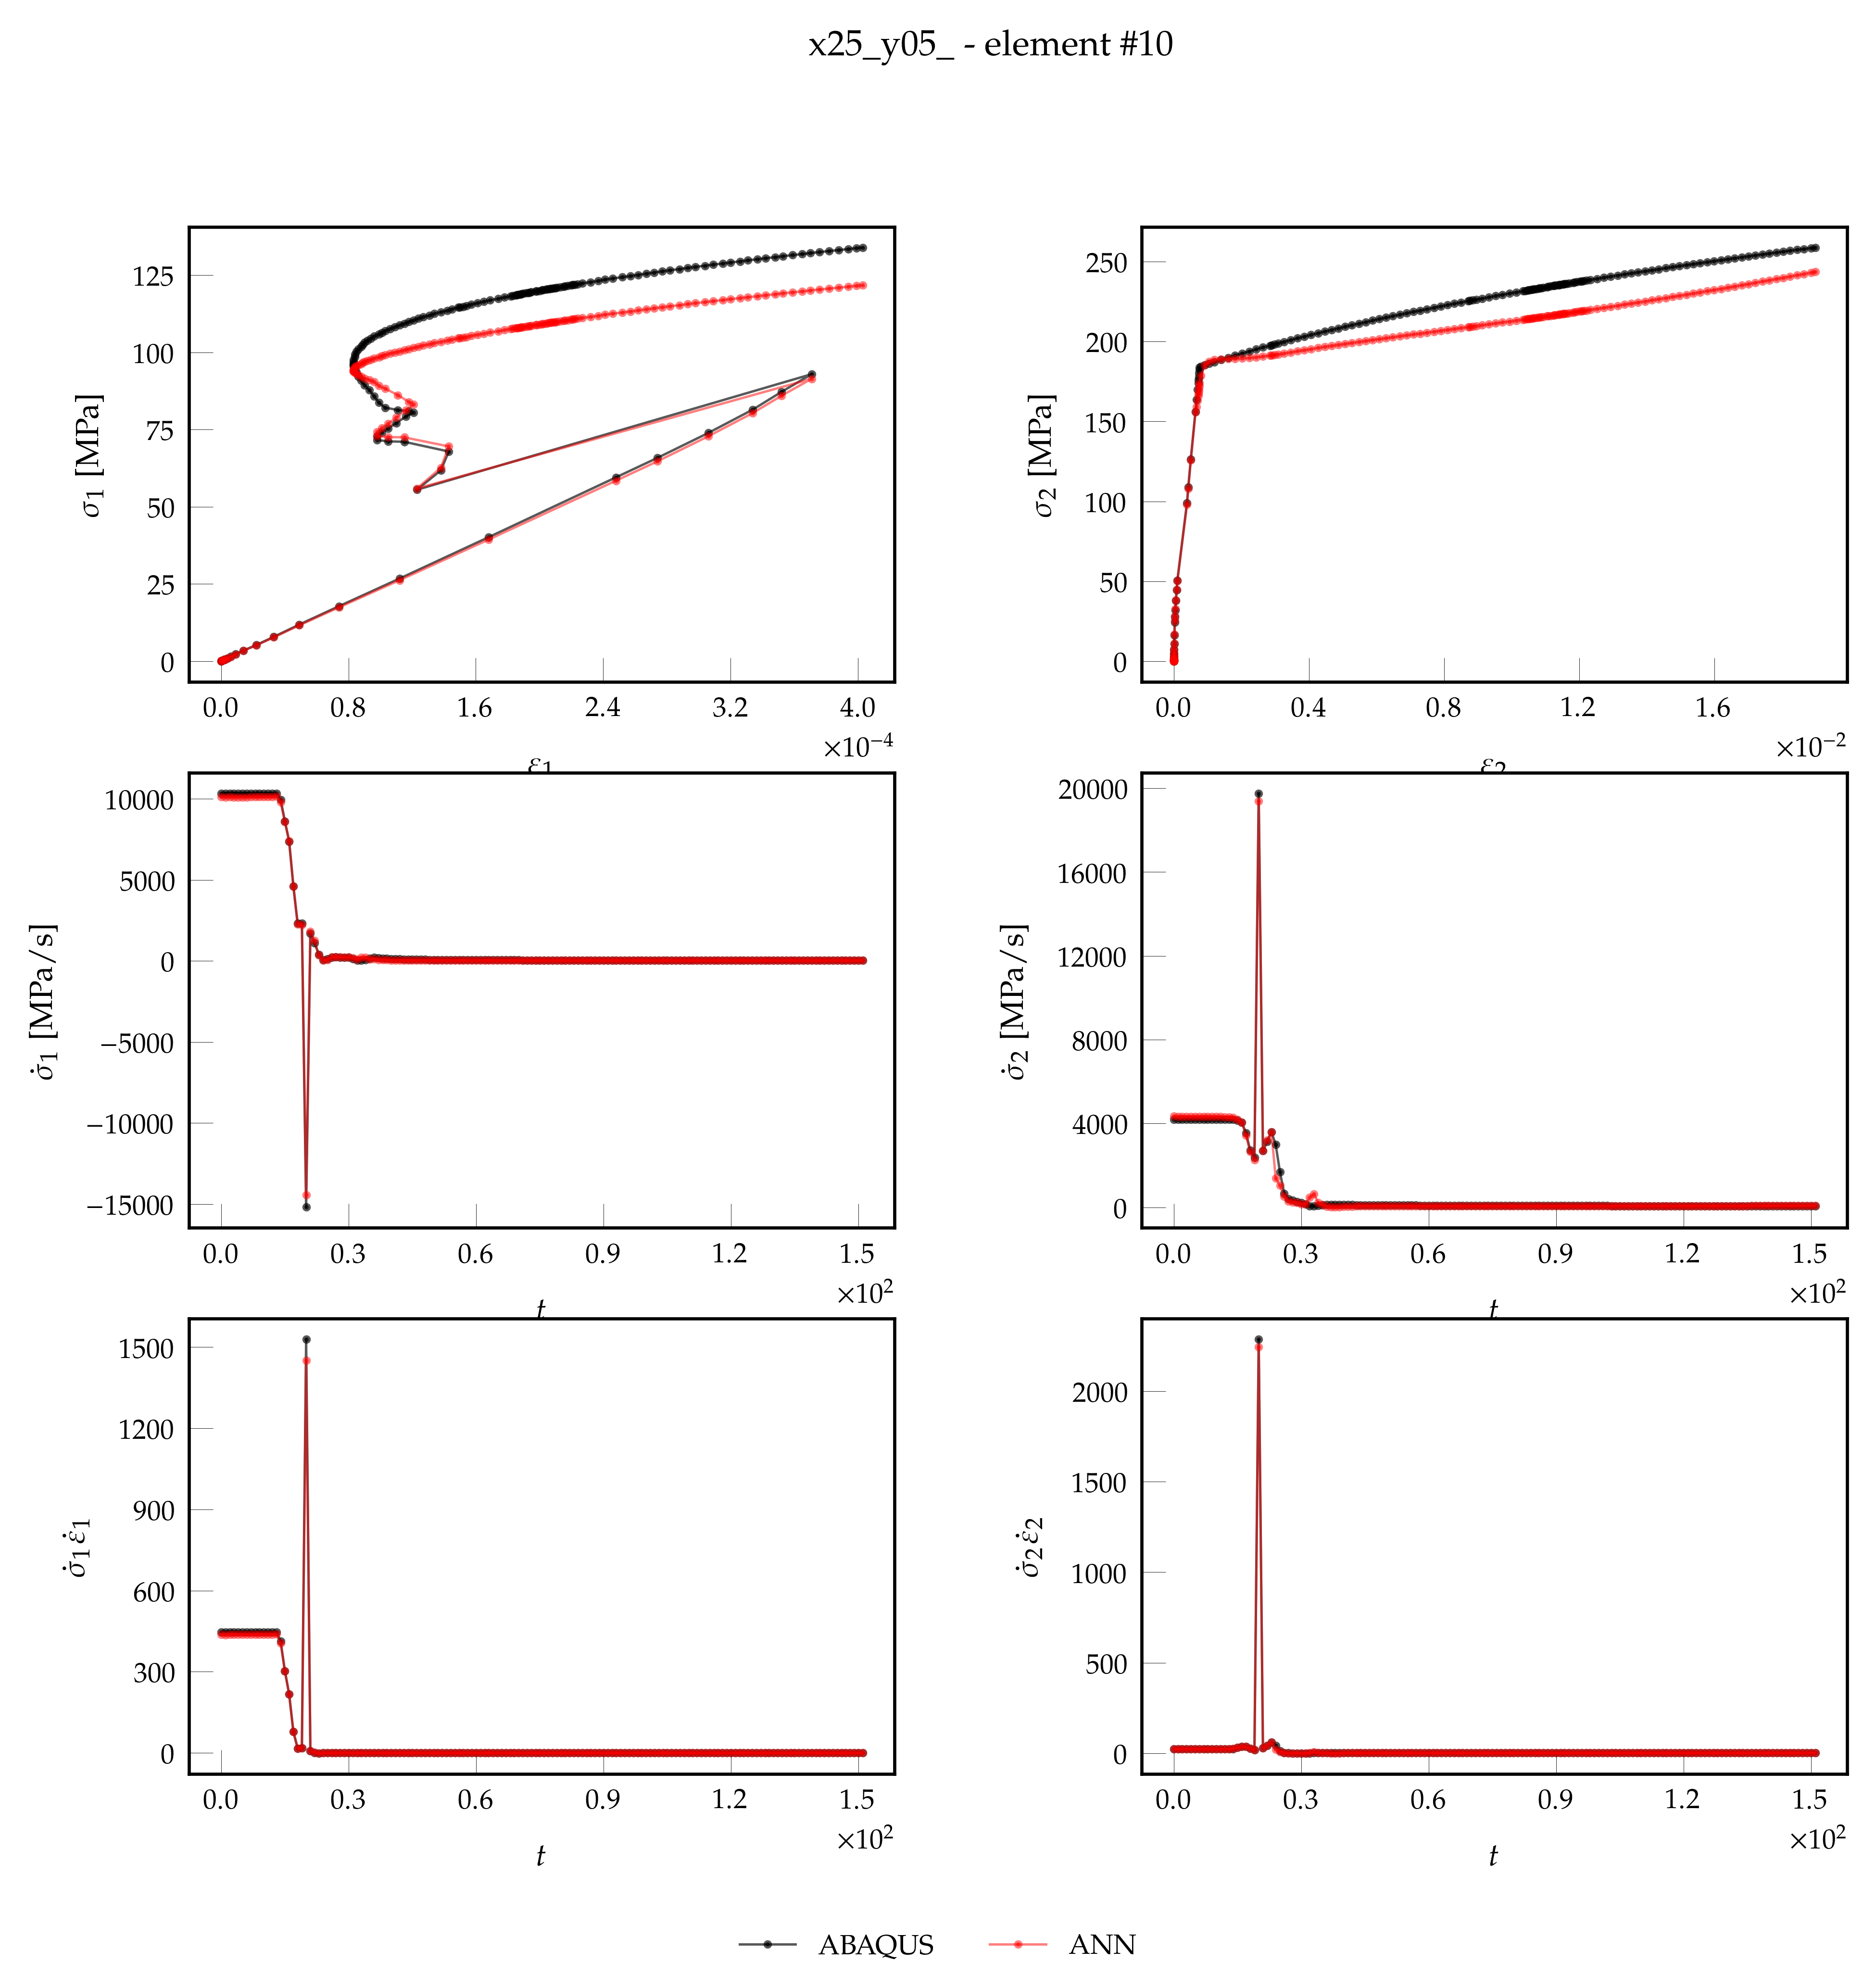 x25_y05_ - element #10
σ1 [MPa]
125
100
75
50
25
0
0.0 0.8 1.6 2.4 3.2 4.0
×10−4
ε1
σ2 [MPa]
250
200
150
100
50
0
0.0 0.4 0.8 1.2 1.6
×10−2
ε2
σ̇1 [MPa/s]
10000
5000
0
−5000
−10000
−15000
0.0 0.3 0.6 0.9 1.2 1.5
×102
t
σ̇2 [MPa/s]
20000
16000
12000
8000
4000
0
0.0 0.3 0.6 0.9 1.2 1.5
×102
t
σ̇1ε̇1
1500
1200
900
600
300
0
0.0 0.3 0.6 0.9 1.2 1.5
×102
t
σ̇2ε̇2
2000
1500
1000
500
0
0.0 0.3 0.6 0.9 1.2 1.5
×102
t
ABAQUS ANN